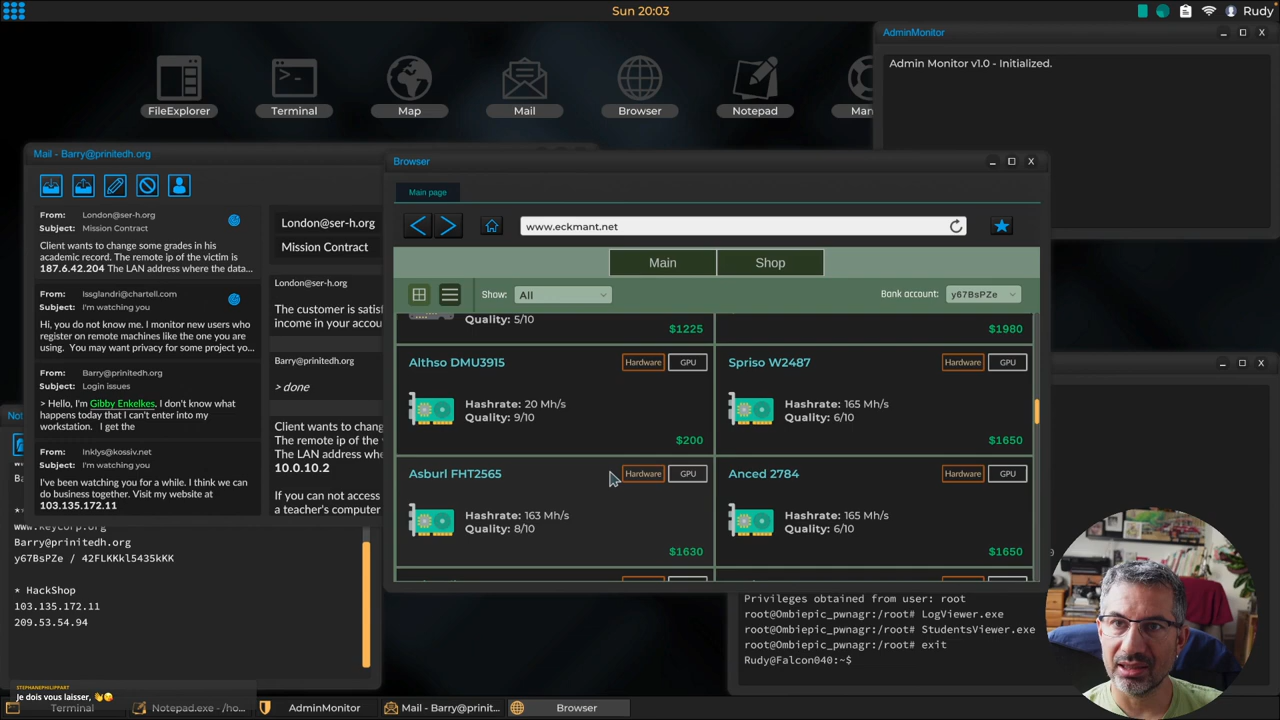 Sun 20:03
Rudy
FileExplorer
Terminal
Map
Mail
Browser
Notepad
Man
AdminMonitor
Admin Monitor v1.0 - Initialized.
Mail - Barry@prinitedh.org
From: London@ser-h.org
Subject: Mission Contract
Client wants to change some grades in his
academic record. The remote ip of the victim is
187.6.42.204 The LAN address where the data...
From: Issglandri@chartell.com
Subject: I'm watching you
Hi, you do not know me. I monitor new users who
register on remote machines like the one you are
using. You may want privacy for some project yo...
From: Barry@prinitedh.org
Subject: Login issues
> Hello, I'm Gibby Enkelkes. I don't know what
happens today that I can't enter into my
workstation. I get the
From: Inklys@kossiv.net
Subject: I'm watching you
I've been watching you for a while. I think we can
do business together. Visit my website at
103.135.172.11
London@ser-h.org
Mission Contract
London@ser-h.org
The customer is satisf
income in your accou
Barry@prinitedh.org
> done
Client wants to chang
The remote ip of the v
The LAN address whe
10.0.10.2
If you can not access
a teacher's computer
Browser
Main page
www.eckmant.net
Main
Shop
Show: All
Bank account: y67BsPZe
Quality: 5/10
$1225
$1980
Althso DMU3915
Hardware
GPU
Hashrate: 20 Mh/s
Quality: 9/10
$200
Spriso W2487
Hardware
GPU
Hashrate: 165 Mh/s
Quality: 6/10
$1650
Asburl FHT2565
Hardware
GPU
Hashrate: 163 Mh/s
Quality: 8/10
$1630
Anced 2784
Hardware
GPU
Hashrate: 165 Mh/s
Quality: 6/10
$1650
No
www.keycorp.org
Barry@prinitedh.org
y67BsPZe / 42FLKKkl5435kKK
* HackShop
103.135.172.11
209.53.54.94
Privileges obtained from user: root
root@Ombiepic_pwnagr:/root# LogViewer.exe
root@Ombiepic_pwnagr:/root# StudentsViewer.exe
root@Ombiepic_pwnagr:/root# exit
Rudy@Falcon040:~$
STEPHANEPHILIPPART
Je dois vous laisser, 👋😘
Terminal
Notepad.exe - /ho...
AdminMonitor
Mail - Barry@prinit...
Browser